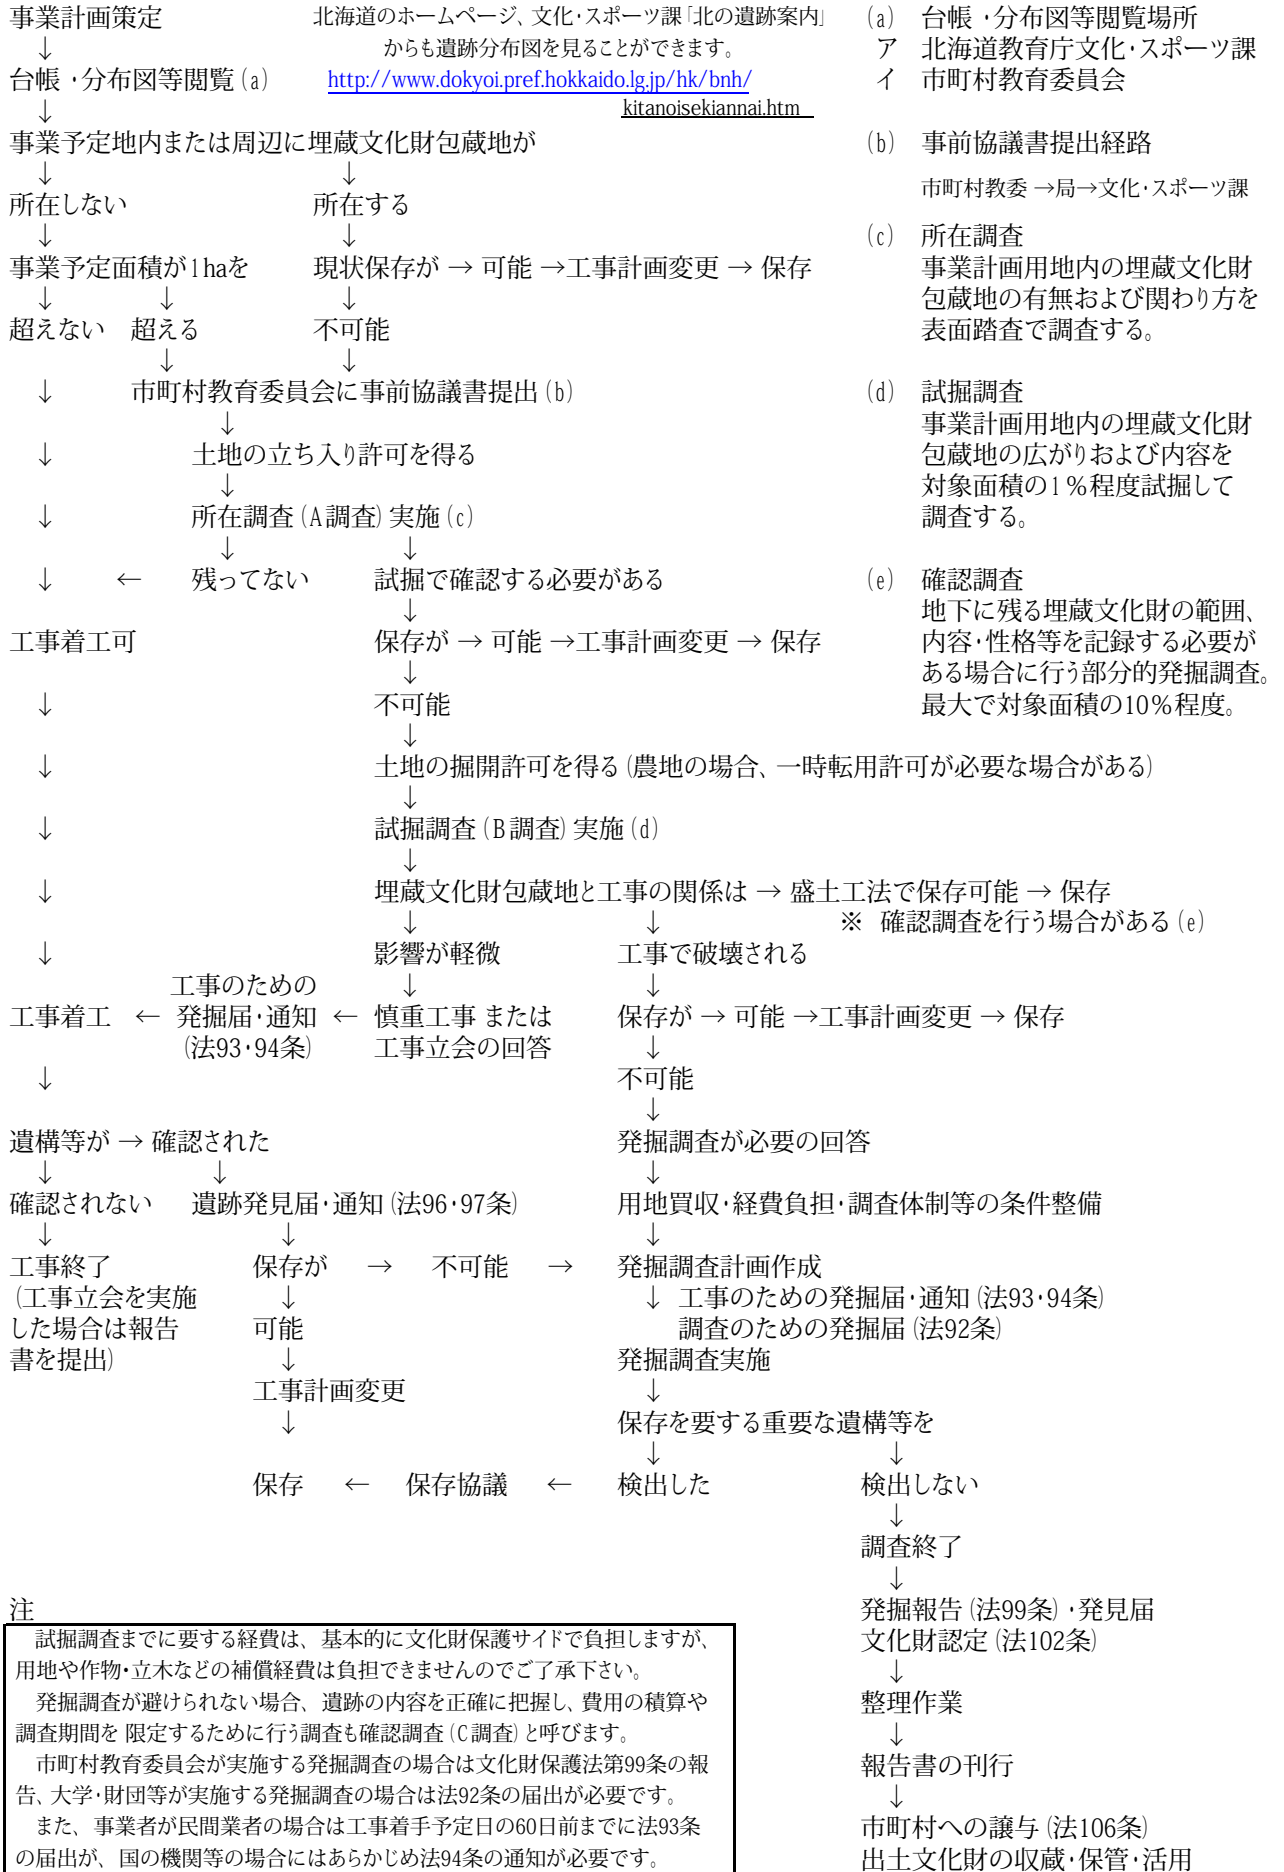 事業計画策定
北海道のホームページ、文化・スポーツ課「北の遺跡案内」
(a) 台帳・分布図等閲覧場所
↓
からも遺跡分布図を見ることができます。
ア 北海道教育庁文化・スポーツ課
台帳・分布図等閲覧(a)
http://www.dokyoi.pref.hokkaido.lg.jp/hk/bnh/
イ 市町村教育委員会
↓
kitanoisekiannai.htm
事業予定地内または周辺に埋蔵文化財包蔵地が
(b) 事前協議書提出経路
↓ ↓
市町村教委→局→文化・スポーツ課
所在しない 所在する
↓ ↓
(c) 所在調査
事業予定面積が1haを 現状保存が → 可能 →工事計画変更 → 保存
事業計画用地内の埋蔵文化財
↓ ↓ ↓
包蔵地の有無および関わり方を
超えない 超える 不可能
表面踏査で調査する。
↓ ↓
↓ 市町村教育委員会に事前協議書提出(b)
(d) 試掘調査
↓
事業計画用地内の埋蔵文化財
↓ 土地の立ち入り許可を得る
包蔵地の広がりおよび内容を
↓
対象面積の1%程度試掘して
↓ 所在調査(A調査)実施(c)
調査する。
↓ ↓
↓ ← 残ってない 試掘で確認する必要がある
(e) 確認調査
↓
地下に残る埋蔵文化財の範囲、
工事着工可 保存が → 可能 →工事計画変更 → 保存
内容・性格等を記録する必要が
↓
ある場合に行う部分的発掘調査。
↓ 不可能
最大で対象面積の10%程度。
↓
↓ 土地の掘開許可を得る(農地の場合、一時転用許可が必要な場合がある)
↓
↓ 試掘調査(B調査)実施(d)
↓
↓ 埋蔵文化財包蔵地と工事の関係は → 盛土工法で保存可能 → 保存
↓ ↓ ※ 確認調査を行う場合がある(e)
↓ 影響が軽微 工事で破壊される
工事のための ↓ ↓
工事着工 ← 発掘届・通知 ← 慎重工事 または 保存が → 可能 →工事計画変更 → 保存
(法93・94条) 工事立会の回答 ↓
↓ 不可能
↓
遺構等が → 確認された 発掘調査が必要の回答
↓ ↓ ↓
確認されない 遺跡発見届・通知(法96・97条) 用地買収・経費負担・調査体制等の条件整備
↓ ↓ ↓
工事終了 保存が → 不可能 → 発掘調査計画作成
(工事立会を実施 ↓ ↓ 工事のための発掘届・通知(法93・94条)
した場合は報告 可能 調査のための発掘届(法92条)
書を提出) ↓ 発掘調査実施
工事計画変更 ↓
↓ 保存を要する重要な遺構等を
↓ ↓
保存 ← 保存協議 ← 検出した 検出しない
↓
調査終了
↓
発掘報告(法99条)・発見届
文化財認定(法102条)
↓
整理作業
↓
報告書の刊行
↓
市町村への譲与(法106条)
出土文化財の収蔵・保管・活用
注
試掘調査までに要する経費は、基本的に文化財保護サイドで負担しますが、
用地や作物・立木などの補償経費は負担できませんのでご了承下さい。
発掘調査が避けられない場合、遺跡の内容を正確に把握し、費用の積算や
調査期間を 限定するために行う調査も確認調査(C調査)と呼びます。
市町村教育委員会が実施する発掘調査の場合は文化財保護法第99条の報
告、大学・財団等が実施する発掘調査の場合は法92条の届出が必要です。
また、事業者が民間業者の場合は工事着手予定日の60日前までに法93条
の届出が、国の機関等の場合にはあらかじめ法94条の通知が必要です。